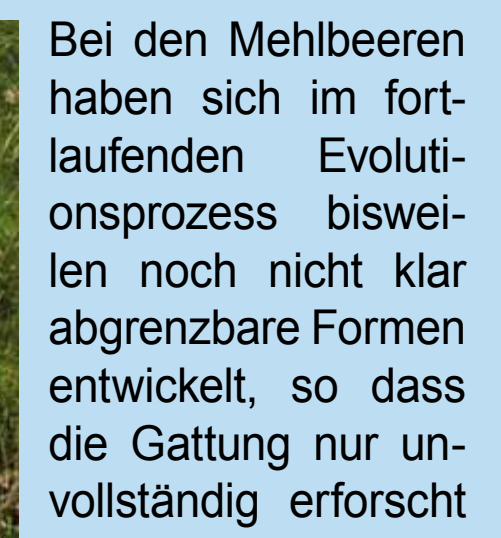 Bei den Mehlbeeren
haben sich im fort-
laufenden Evoluti-
onsprozess biswei-
len noch nicht klar
abgrenzbare Formen
entwickelt, so dass
die Gattung nur un-
vollständig erforscht